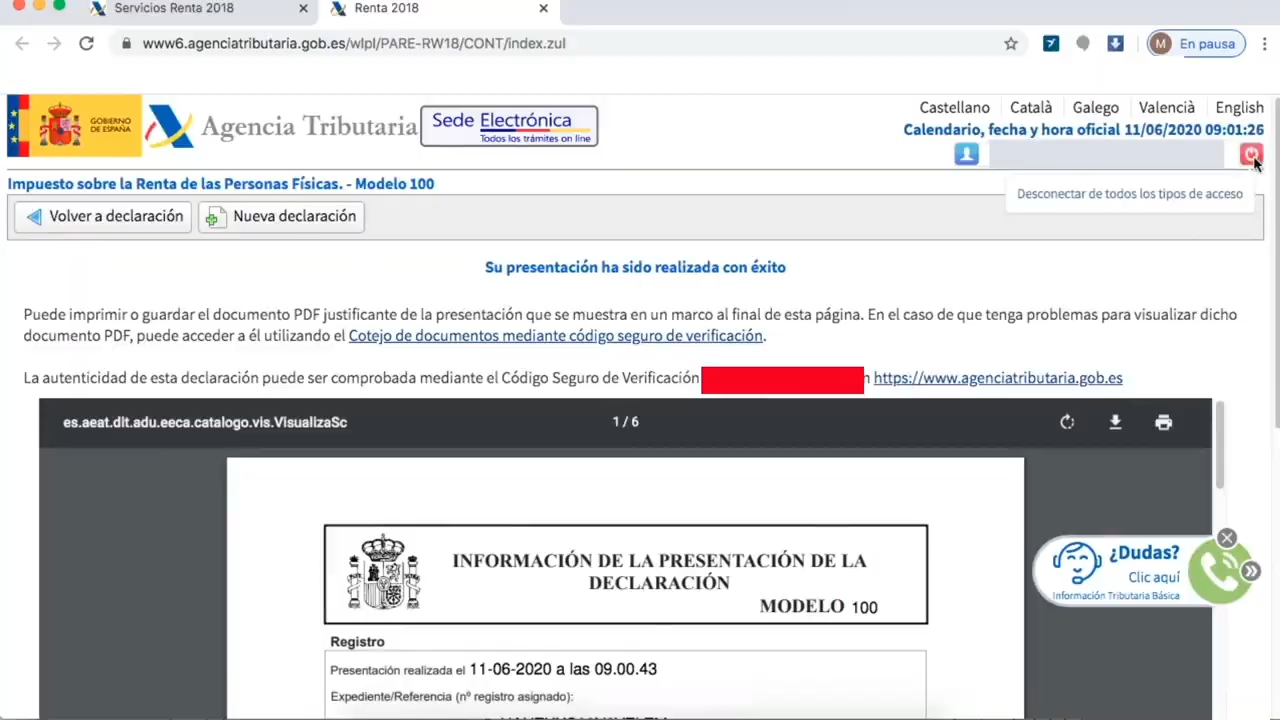 Servicios Renta 2018
Renta 2018
www6.agenciatributaria.gob.es/wlpl/PARE-RW18/CONT/index.zul
M
En pausa
GOBIERNO
DE ESPAÑA
Agencia Tributaria
Sede Electrónica
Todos los trámites on line
Castellano Català Galego Valencià English
Calendario, fecha y hora oficial 11/06/2020 09:01:26
Impuesto sobre la Renta de las Personas Físicas. - Modelo 100
Desconectar de todos los tipos de acceso
Volver a declaración Nueva declaración
Su presentación ha sido realizada con éxito
Puede imprimir o guardar el documento PDF justificante de la presentación que se muestra en un marco al final de esta página. En el caso de que tenga problemas para visualizar dicho
documento PDF, puede acceder a él utilizando el Cotejo de documentos mediante código seguro de verificación.
La autenticidad de esta declaración puede ser comprobada mediante el Código Seguro de Verificación https://www.agenciatributaria.gob.es
es.aeat.dit.adu.eeca.catalogo.vis.VisualizaSc
1 / 6
INFORMACIÓN DE LA PRESENTACIÓN DE LA
DECLARACIÓN
MODELO 100
¿Dudas?
Clic aquí
Información Tributaria Básica
Registro
Presentación realizada el 11-06-2020 a las 09.00.43
Expediente/Referencia (nº registro asignado):